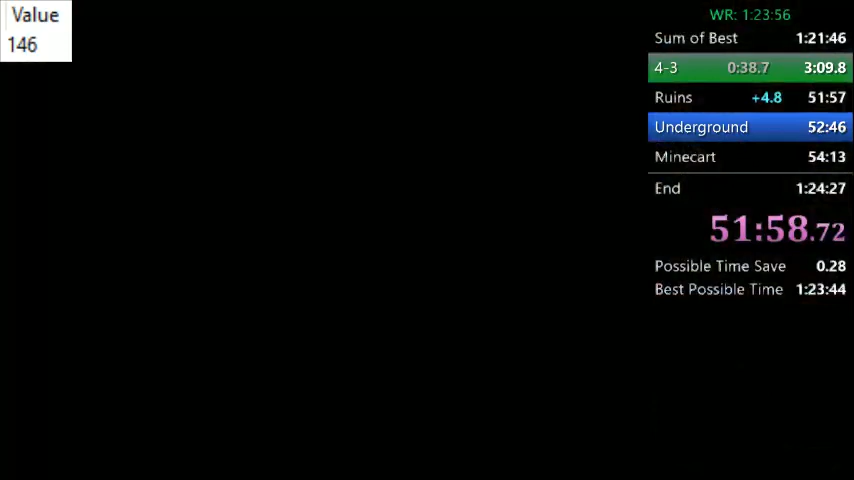 Value
146
WR: 1:23:56
Sum of Best 1:21:46
4-3 0:38.7 3:09.8
Ruins +4.8 51:57
Underground 52:46
Minecart 54:13
End 1:24:27
51:58.72
Possible Time Save 0.28
Best Possible Time 1:23:44